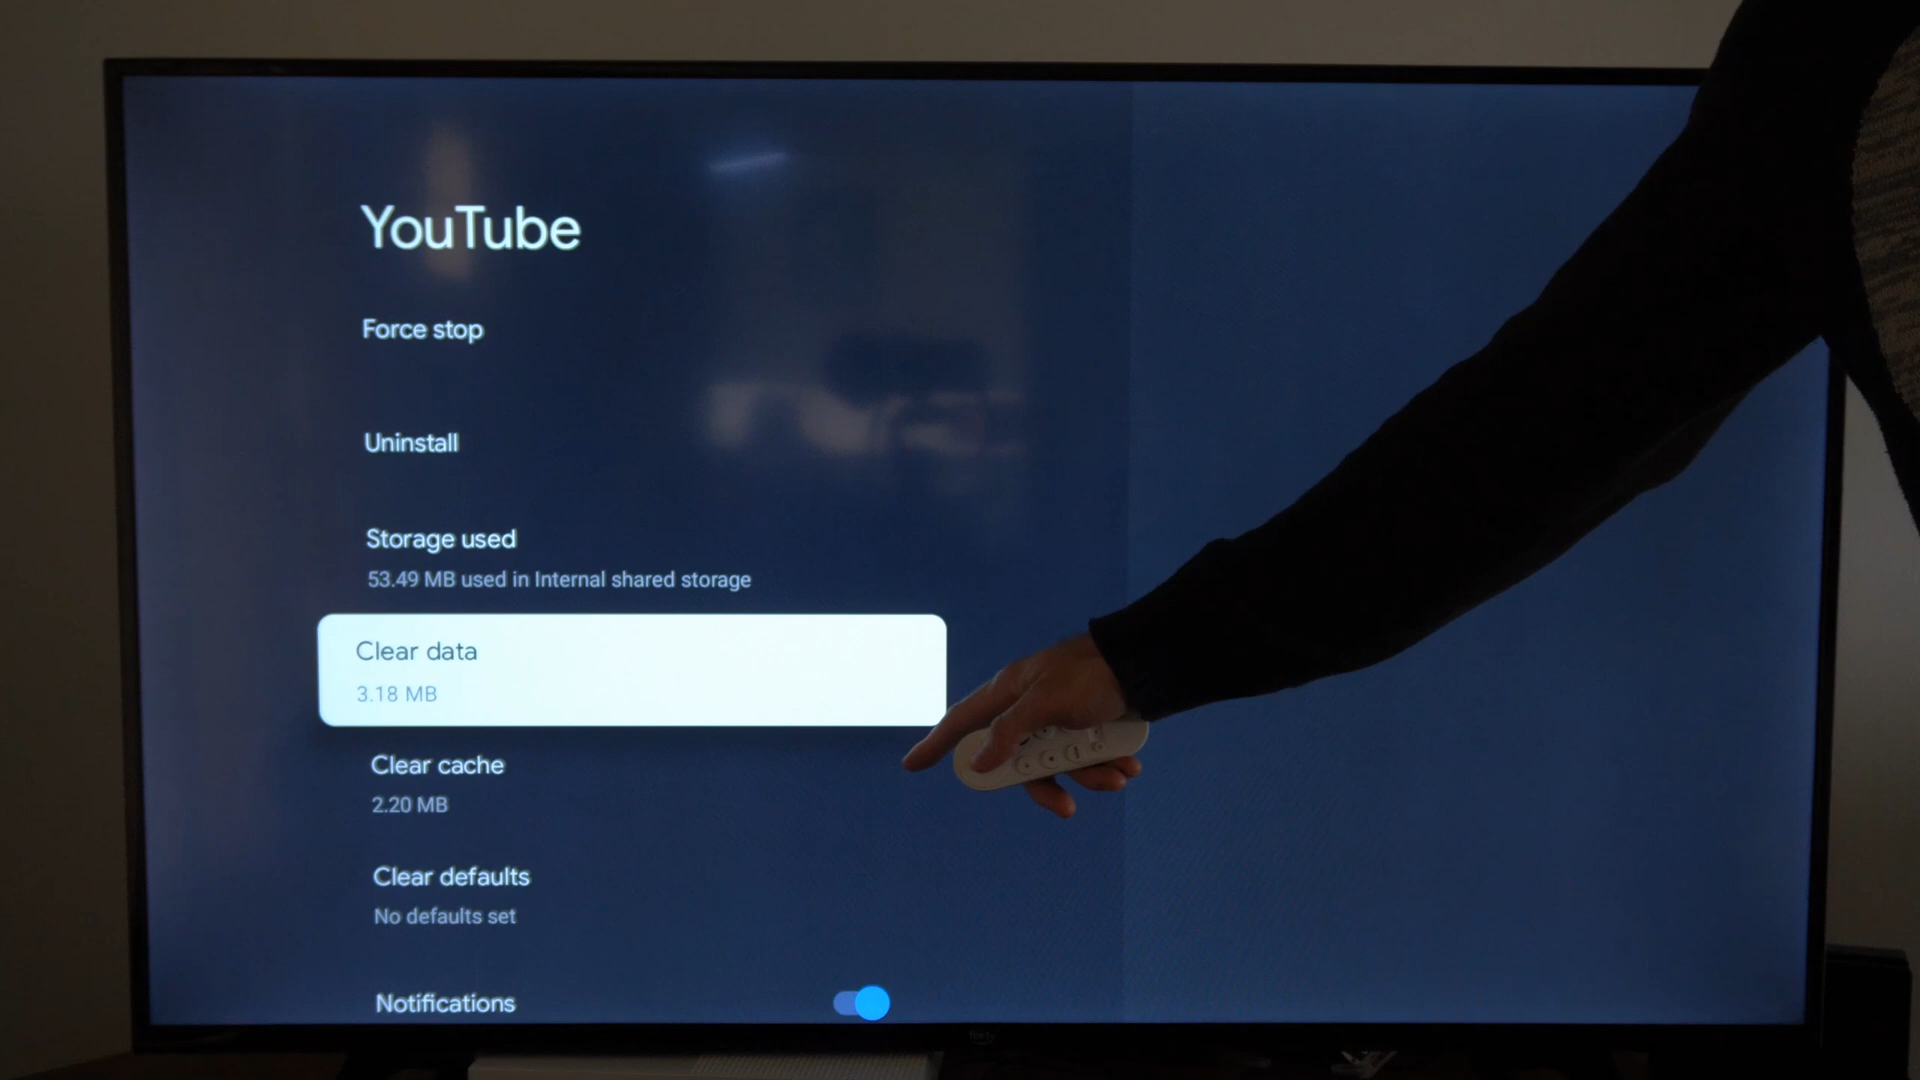 YouTube
Force stop
Uninstall
Storage used
53.49 MB used in Internal shared storage
Clear data
3.18 MB
Clear cache
2.20 MB
Clear defaults
No defaults set
Notifications